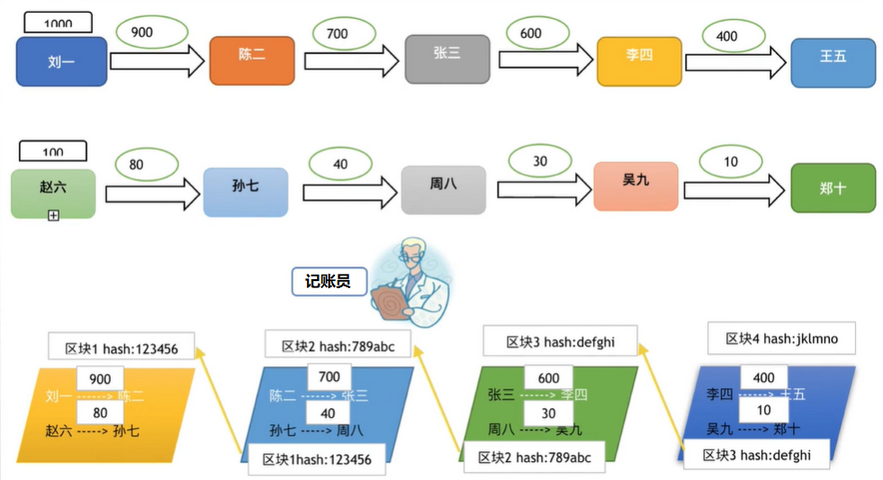 1000
900
700
600
400
刘一
陈二
张三
李四
王五
100
80
40
30
10
赵六
孙七
周八
吴九
郑十
记账员
区块1 hash:123456
900
刘一 ------> 陈二
80
赵六 -----> 孙七
区块2 hash:789abc
700
陈二 ------> 张三
40
孙七 -----> 周八
区块1hash:123456
区块3 hash:defghi
600
张三 ------> 李四
30
周八 -----> 吴九
区块2 hash:789abc
区块4 hash:jklmno
400
李四 ------> 王五
10
吴九 ------> 郑十
区块3 hash:defghi